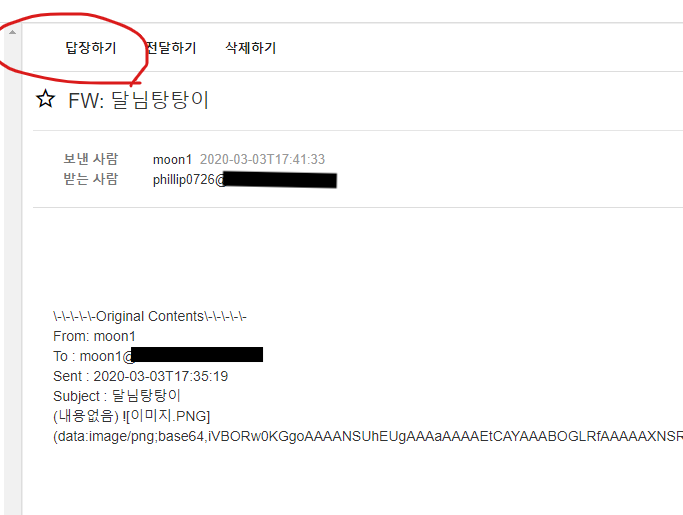 답장하기 전달하기 삭제하기
FW: 달님탕탕이
보낸 사람 moon1 2020-03-03T17:41:33
받는 사람 phillip0726@
\-\-\-\-\-Original Contents\-\-\-\-\-
From: moon1
To : moon1@
Sent : 2020-03-03T17:35:19
Subject : 달님탕탕이
(내용없음) ![이미지.PNG]
(data:image/png;base64,iVBORw0KGgoAAAANSUhEUgAAAaAAAAEtCAYAAABOGLRfAAAAAXNSR